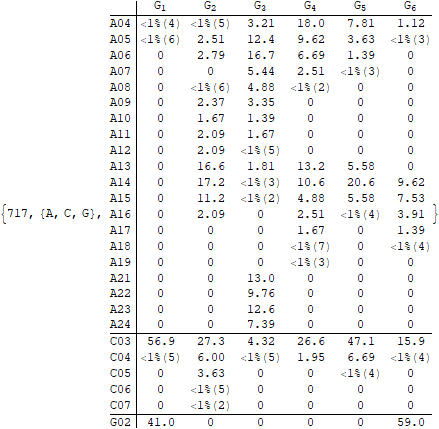 G₁ G₂ G₃ G₄ G₅ G₆
A04 <1%(4) <1%(5) 3.21 18.0 7.81 1.12
A05 <1%(6) 2.51 12.4 9.62 3.63 <1%(3)
A06 0 2.79 16.7 6.69 1.39 0
A07 0 0 5.44 2.51 <1%(3) 0
A08 0 <1%(6) 4.88 <1%(2) 0 0
A09 0 2.37 3.35 0 0 0
A10 0 1.67 1.39 0 0 0
A11 0 2.09 1.67 0 0 0
A12 0 2.09 <1%(5) 0 0 0
A13 0 16.6 1.81 13.2 5.58 0
A14 0 17.2 <1%(3) 10.6 20.6 9.62
A15 0 11.2 <1%(2) 4.88 5.58 7.53
{717, {A, C, G}, A16 0 2.09 0 2.51 <1%(4) 3.91 }
A17 0 0 0 1.67 0 1.39
A18 0 0 0 <1%(7) 0 <1%(4)
A19 0 0 0 <1%(3) 0 0
A21 0 0 13.0 0 0 0
A22 0 0 9.76 0 0 0
A23 0 0 12.6 0 0 0
A24 0 0 7.39 0 0 0
C03 56.9 27.3 4.32 26.6 47.1 15.9
C04 <1%(5) 6.00 <1%(5) 1.95 6.69 <1%(4)
C05 0 3.63 0 0 <1%(4) 0
C06 0 <1%(5) 0 0 0 0
C07 0 <1%(2) 0 0 0 0
G02 41.0 0 0 0 0 59.0